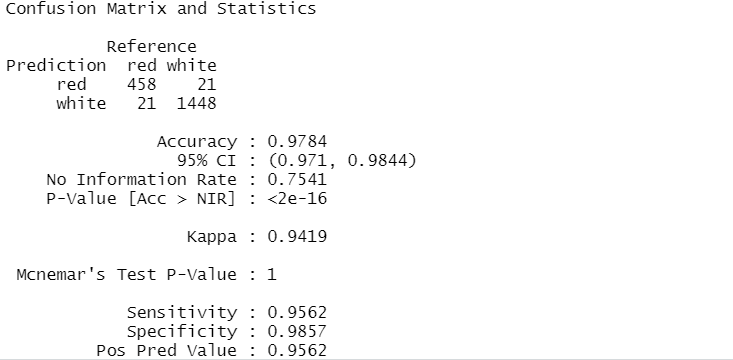 Confusion Matrix and Statistics
Reference
Prediction red white
red 458 21
white 21 1448
Accuracy : 0.9784
95% CI : (0.971, 0.9844)
No Information Rate : 0.7541
P-Value [Acc > NIR] : <2e-16
Kappa : 0.9419
Mcnemar's Test P-Value : 1
Sensitivity : 0.9562
Specificity : 0.9857
Pos Pred Value : 0.9562